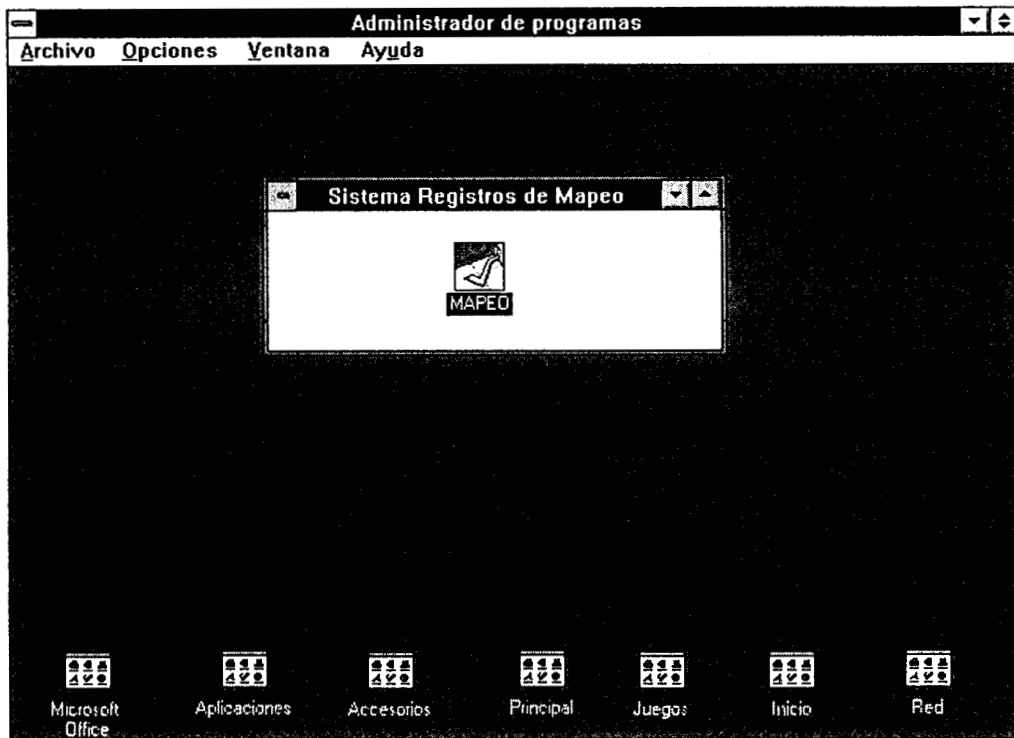 Administrador de programas
Archivo Opciones Ventana Ayuda
Sistema Registros de Mapeo
MAPEO
Microsoft Office
Aplicaciones
Accesorios
Principal
Juegos
Inicio
Red